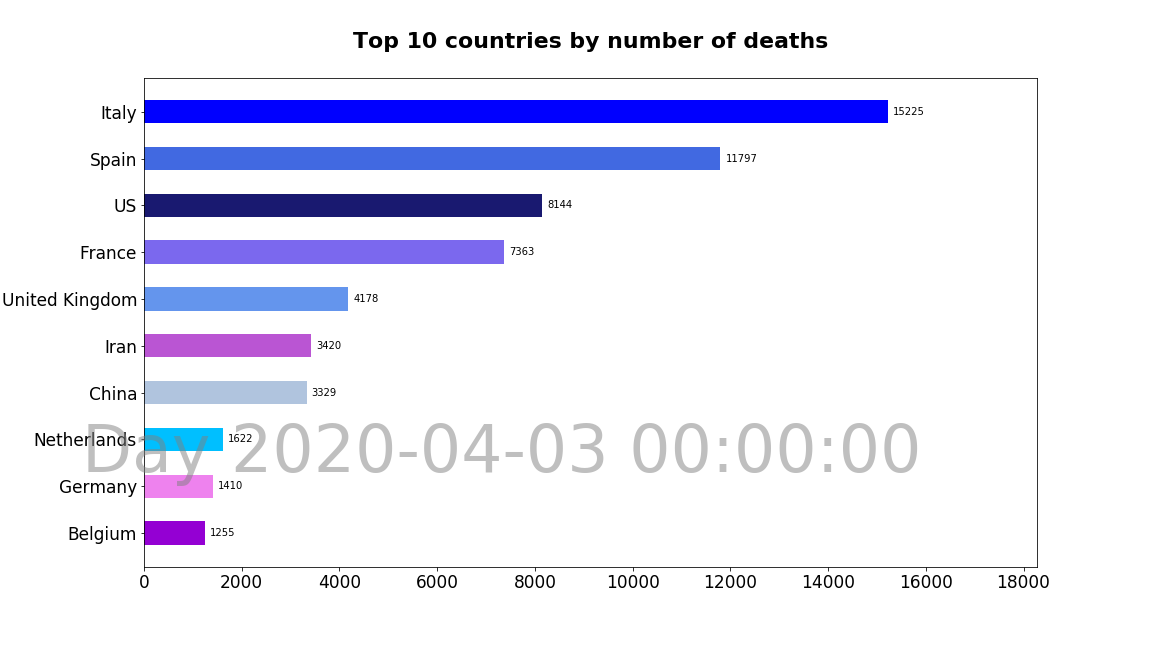 Top 10 countries by number of deaths
Italy 15225
Spain 11797
US 8144
France 7363
United Kingdom 4178
Iran 3420
China 3329
Netherlands 1622
Day 2020-04-03 00:00:00
Germany 1410
Belgium 1255
0 2000 4000 6000 8000 10000 12000 14000 16000 18000